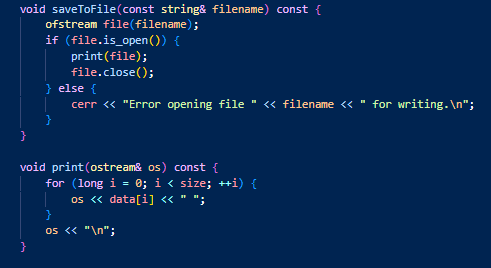 void saveToFile(const string& filename) const {
    ofstream file(filename);
    if (file.is_open()) {
        print(file);
        file.close();
    } else {
        cerr << "Error opening file " << filename << " for writing.\n";
    }
}

void print(ostream& os) const {
    for (long i = 0; i < size; ++i) {
        os << data[i] << " ";
    }
    os << "\n";
}